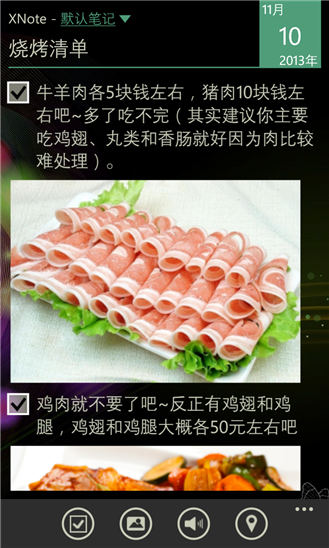 XNote - 默认笔记
11月
10
2013年
烧烤清单
牛羊肉各5块钱左右，猪肉10块钱左
右吧~多了吃不完（其实建议你主要
吃鸡翅、丸类和香肠就好因为肉比较
难处理）。
鸡肉就不要了吧~反正有鸡翅和鸡
腿，鸡翅和鸡腿大概各50元左右吧